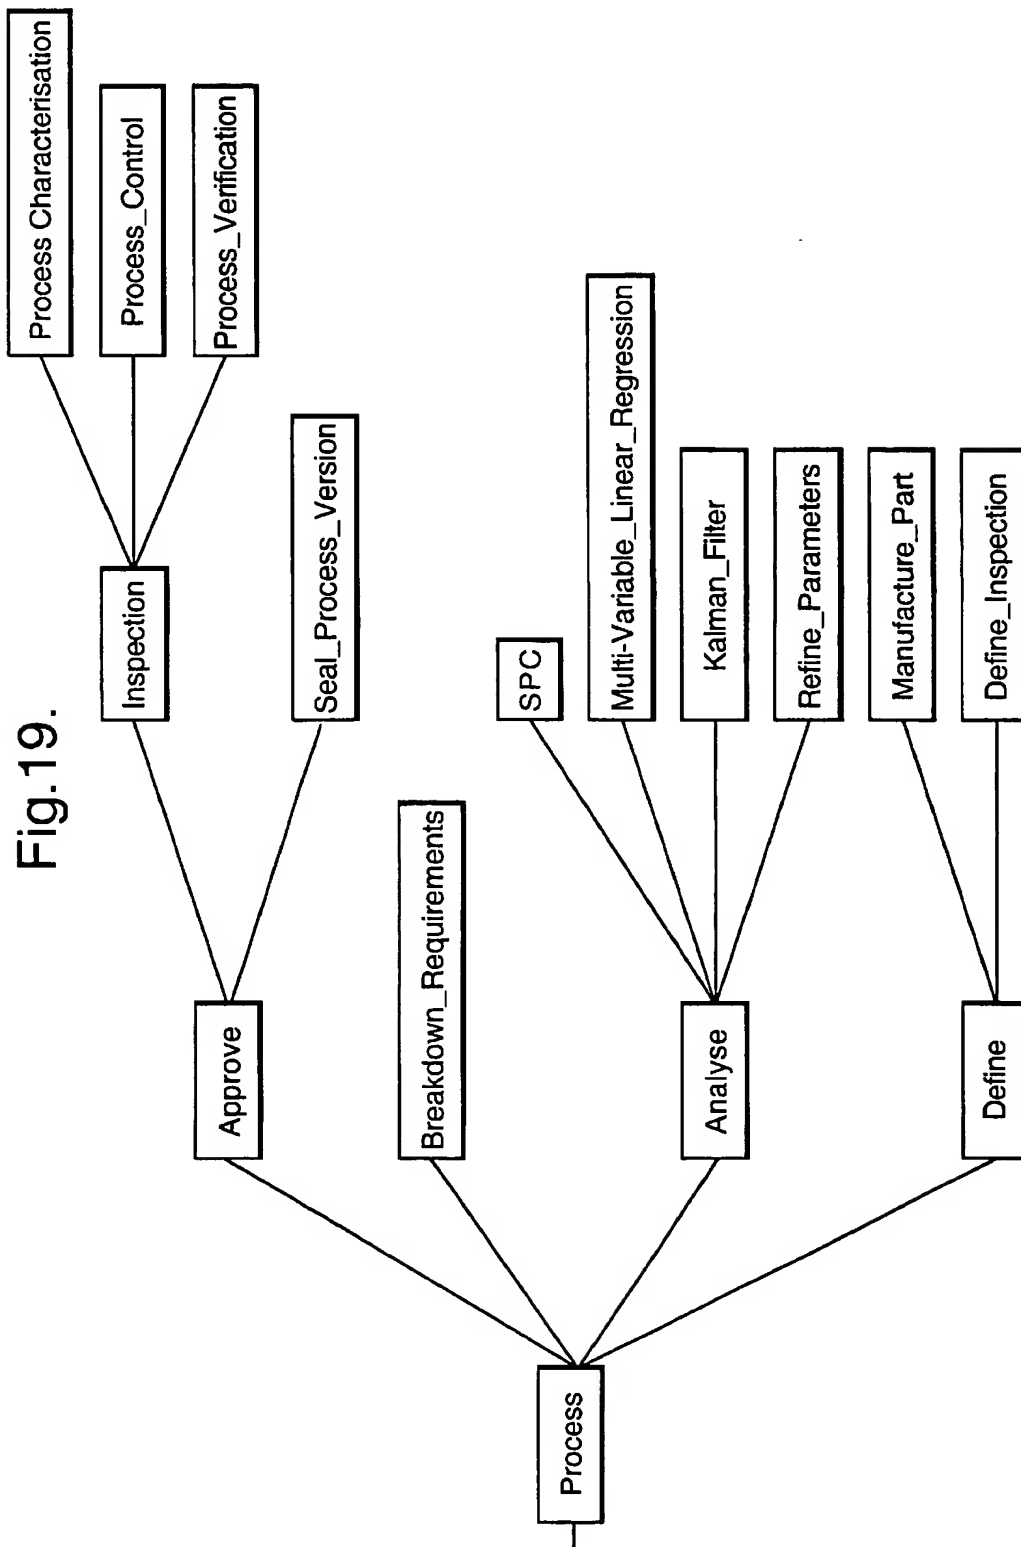 Fig.19.
Process
Approve
Breakdown_Requirements
Analyse
Define
Inspection
Seal_Process_Version
SPC
Multi-Variable_Linear_Regression
Kalman_Filter
Refine_Parameters
Manufacture_Part
Define_Inspection
Process Characterisation
Process_Control
Process_Verification